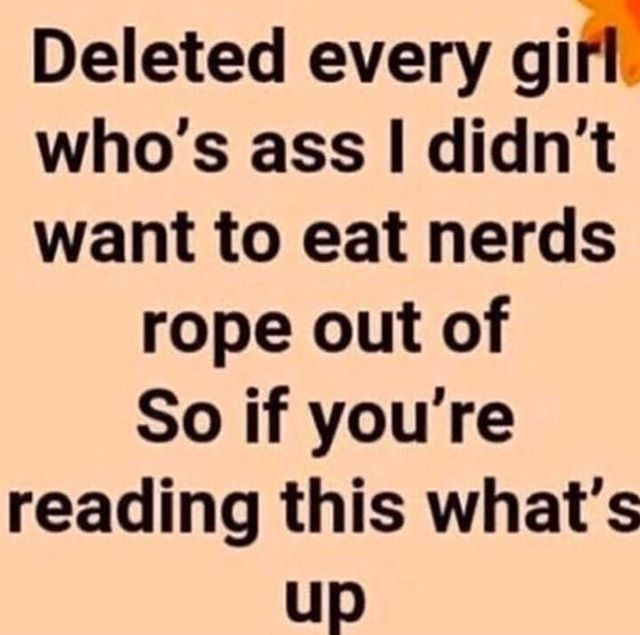 Deleted every girl
who's ass I didn't
want to eat nerds
rope out of
So if you're
reading this what's
up